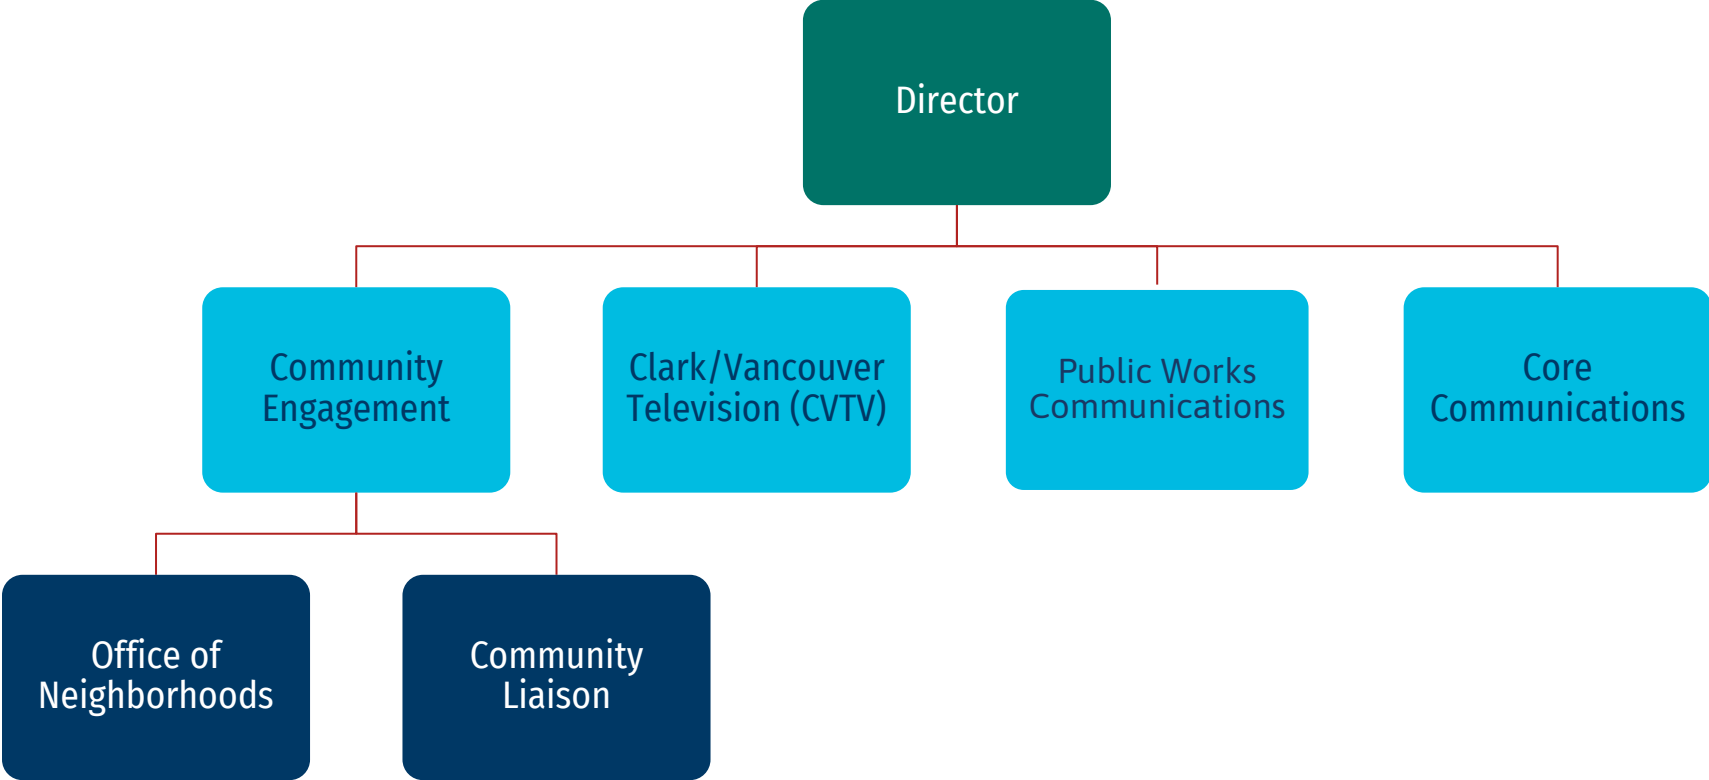 Director
Community
Engagement
Clark/Vancouver
Television (CVTV)
Public Works
Communications
Core
Communications
Office of
Neighborhoods
Community
Liaison